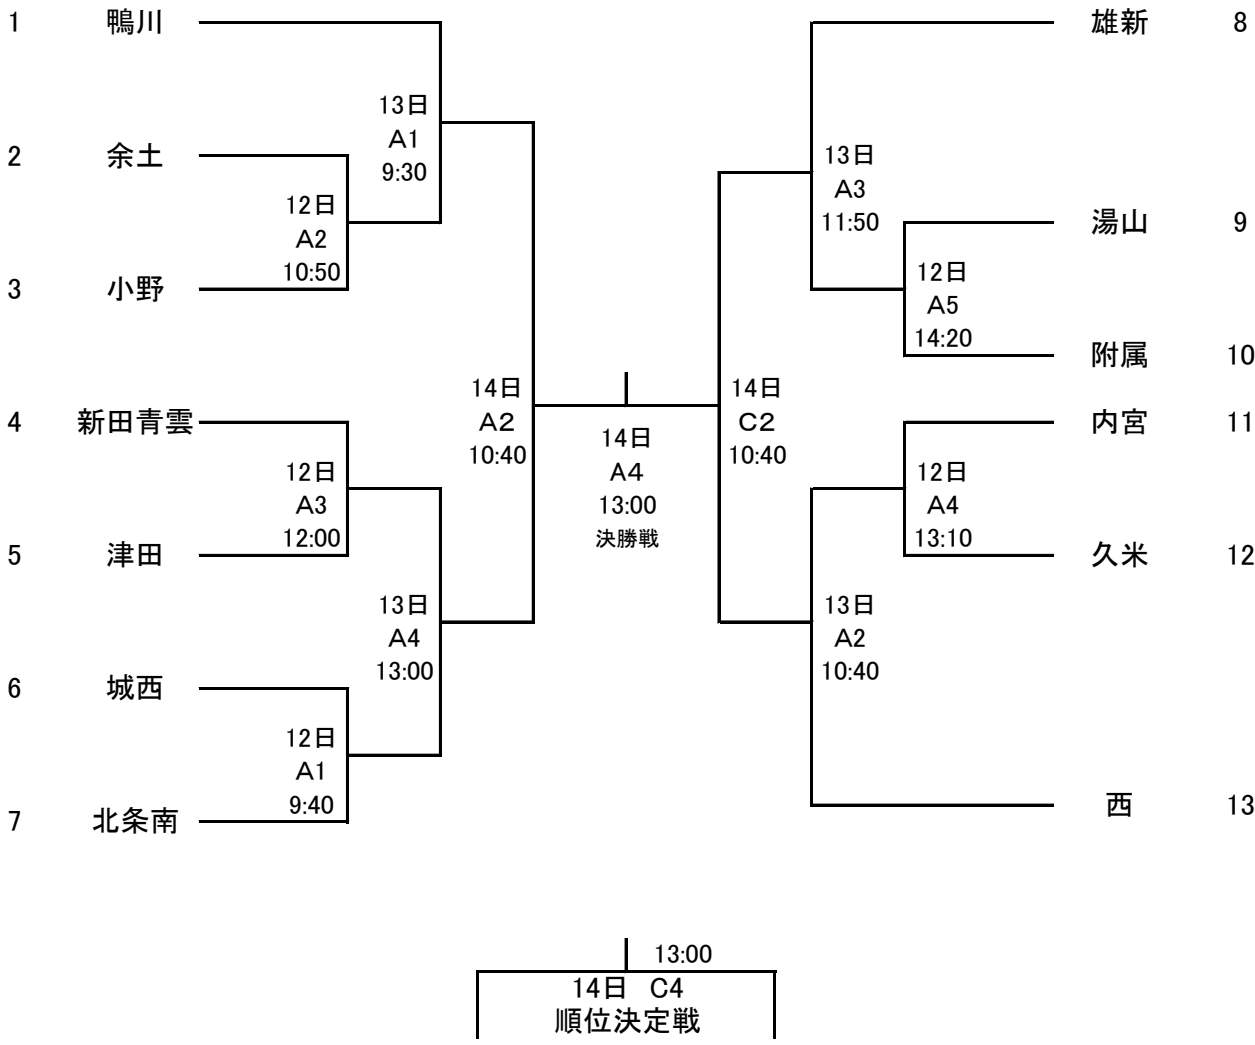 1 鴨川
13日
A1
9:30
2 余土
12日
A2
10:50
3 小野
14日
A2
10:40
4 新田青雲
12日
A3
12:00
5 津田
13日
A4
13:00
6 城西
12日
A1
9:40
7 北条南
14日
A4
13:00
決勝戦
雄新 8
13日
A3
11:50
湯山 9
12日
A5
14:20
附属 10
14日
C2
10:40
内宮 11
12日
A4
13:10
久米 12
13日
A2
10:40
西 13
13:00
14日 C4
順位決定戦